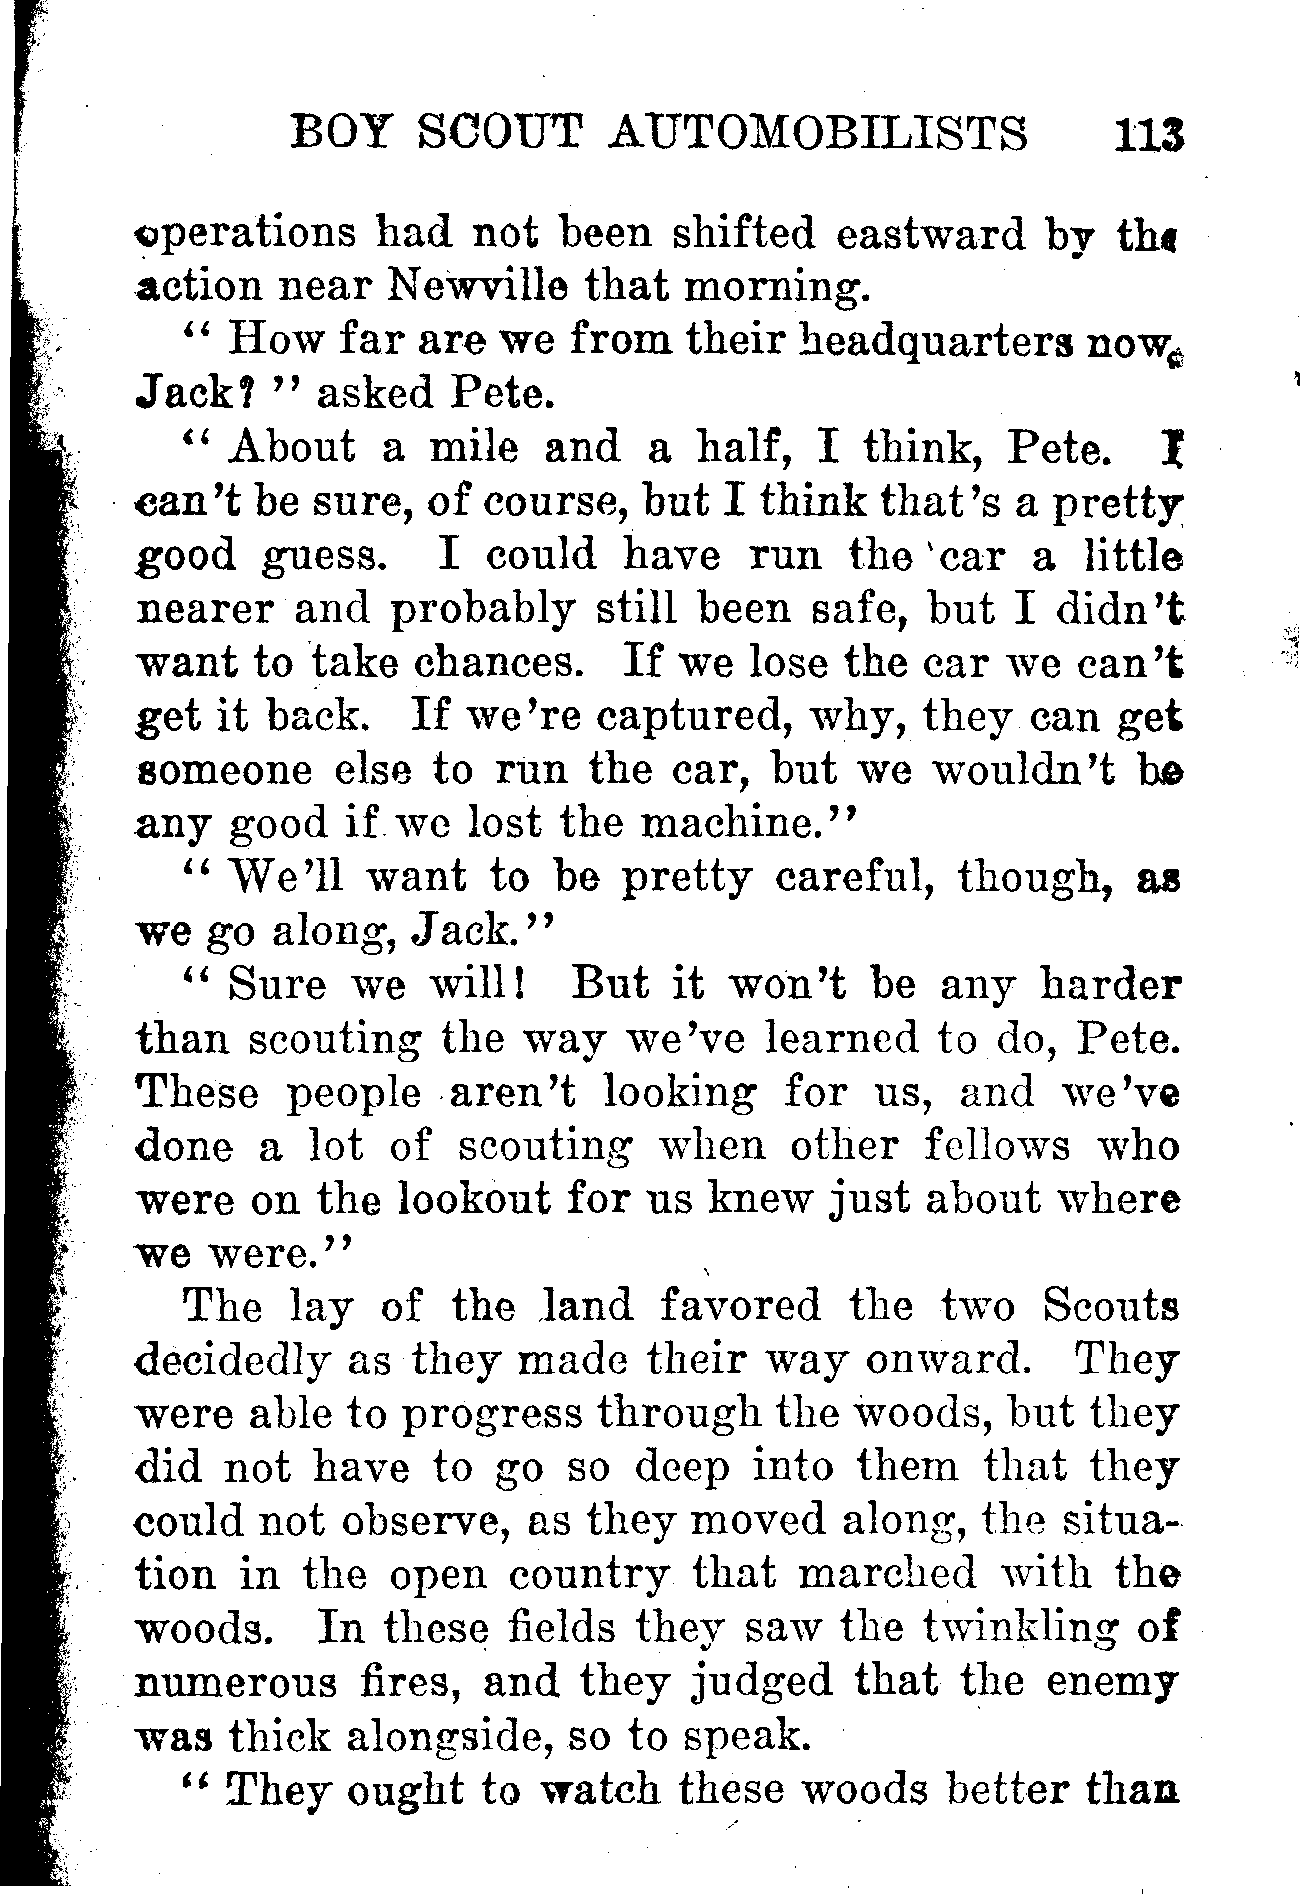 BOY SCOUT AUTOMOBILISTS 113
operations had not been shifted eastward by the
action near Newville that morning.
“ How far are we from their headquarters now,
Jack? ” asked Pete.
“ About a mile and a half, I think, Pete. I
can’t be sure, of course, but I think that’s a pretty
good guess. I could have run the car a little
nearer and probably still been safe, but I didn’t
want to take chances. If we lose the car we can’t
get it back. If we’re captured, why, they can get
someone else to run the car, but we wouldn’t be
any good if we lost the machine.”
“ We’ll want to be pretty careful, though, as
we go along, Jack.”
“ Sure we will! But it won’t be any harder
than scouting the way we’ve learned to do, Pete.
These people aren’t looking for us, and we’ve
done a lot of scouting when other fellows who
were on the lookout for us knew just about where
we were.”
The lay of the land favored the two Scouts
decidedly as they made their way onward. They
were able to progress through the woods, but they
did not have to go so deep into them that they
could not observe, as they moved along, the situa-
tion in the open country that marched with the
woods. In these fields they saw the twinkling of
numerous fires, and they judged that the enemy
was thick alongside, so to speak.
“ They ought to watch these woods better than